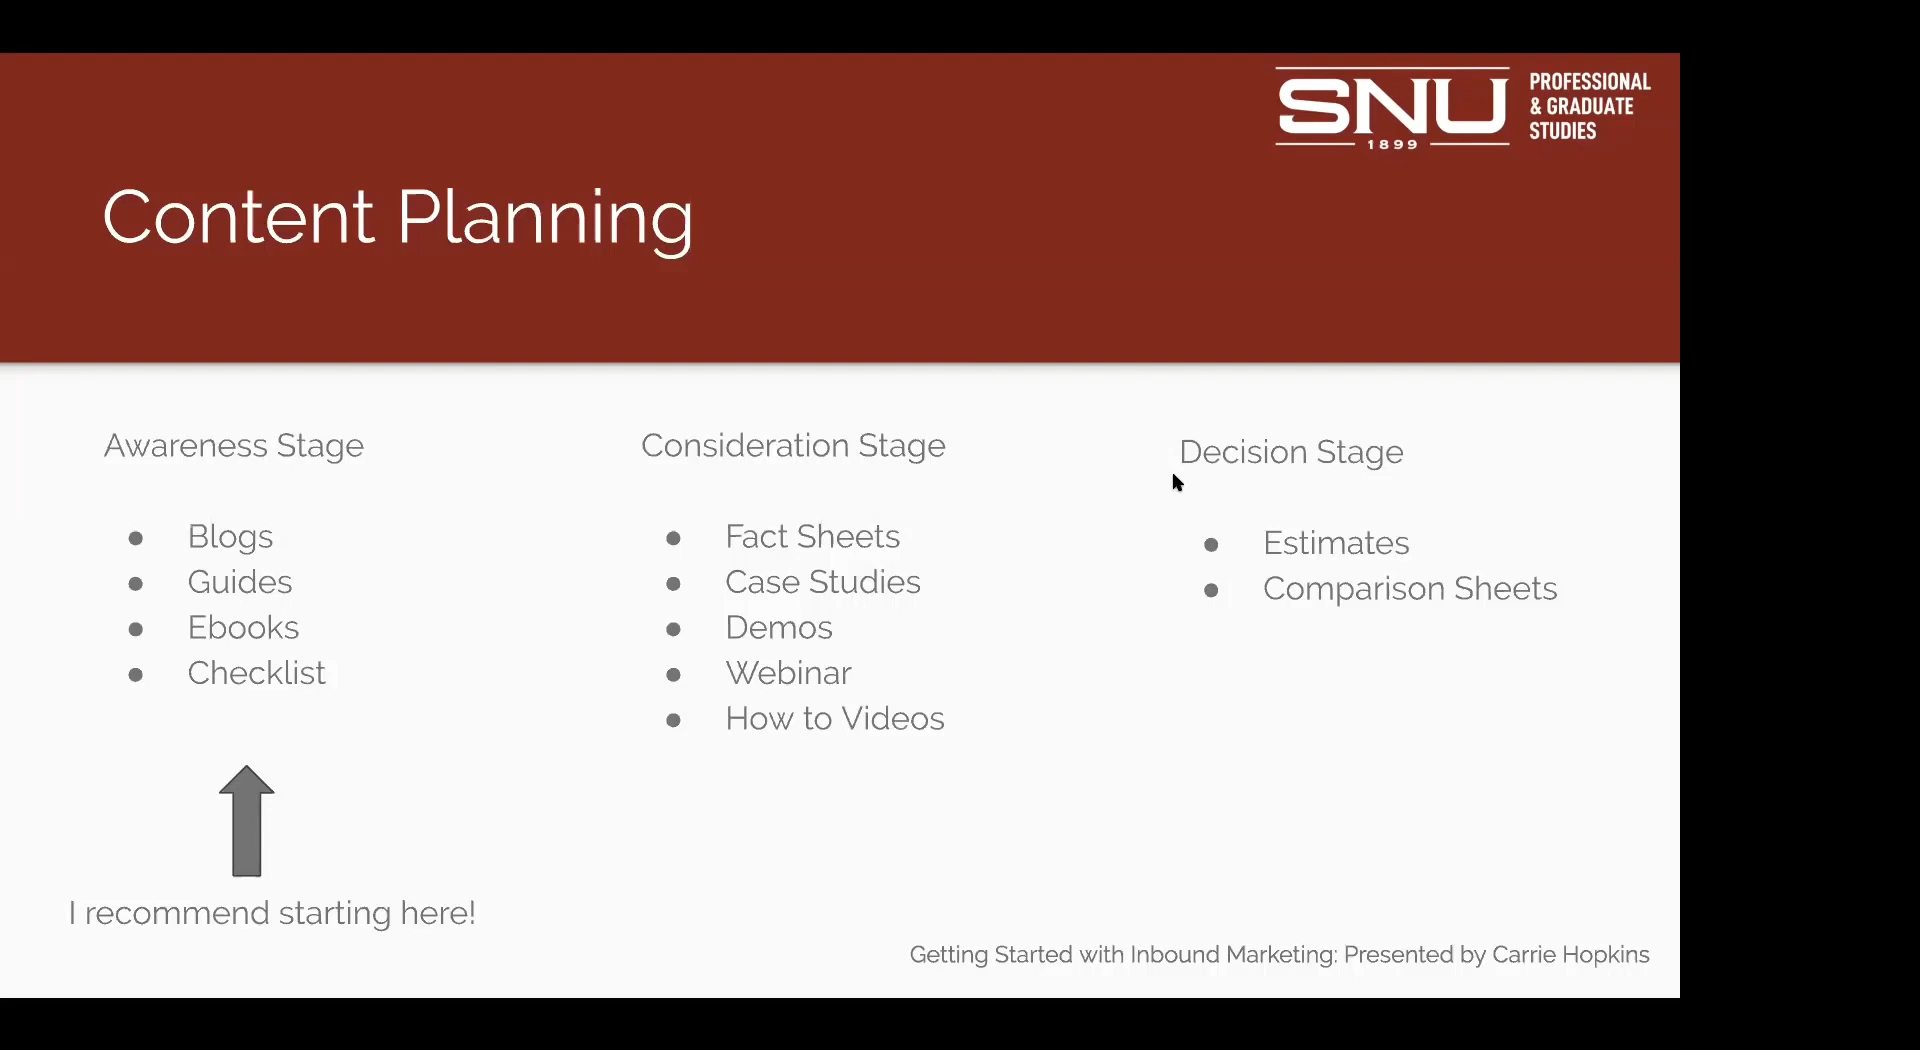 SNU
1899
PROFESSIONAL
& GRADUATE
STUDIES
Content Planning
Awareness Stage
Blogs
Guides
Ebooks
Checklist
I recommend starting here!
Consideration Stage
Fact Sheets
Case Studies
Demos
Webinar
How to Videos
Decision Stage
Estimates
Comparison Sheets
Getting Started with Inbound Marketing: Presented by Carrie Hopkins